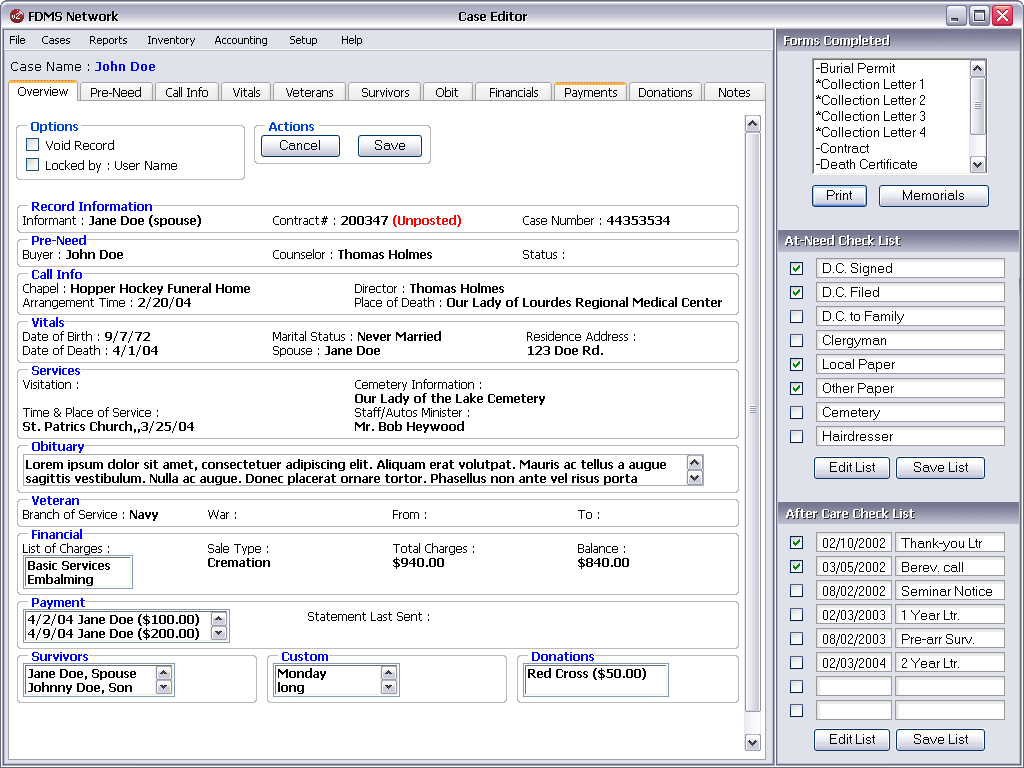 FDMS Network
Case Editor
File Cases Reports Inventory Accounting Setup Help
Case Name : John Doe
Overview Pre-Need Call Info Vitals Veterans Survivors Obit Financials Payments Donations Notes
Options
Void Record
Locked by : User Name
Actions
Cancel Save
Record Information
Informant : Jane Doe (spouse) Contract# : 200347 (Unposted) Case Number : 44353534
Pre-Need
Buyer : John Doe Counselor : Thomas Holmes Status :
Call Info
Chapel : Hopper Hockey Funeral Home Director : Thomas Holmes
Arrangement Time : 2/20/04 Place of Death : Our Lady of Lourdes Regional Medical Center
Vitals
Date of Birth : 9/7/72 Marital Status : Never Married Residence Address :
Date of Death : 4/1/04 Spouse : Jane Doe 123 Doe Rd.
Services
Visitation : Cemetery Information :
Our Lady of the Lake Cemetery
Time & Place of Service : Staff/Autos Minister :
St. Patrics Church,,3/25/04 Mr. Bob Heywood
Obituary
Lorem ipsum dolor sit amet, consectetuer adipiscing elit. Aliquam erat volutpat. Mauris ac tellus a augue
sagittis vestibulum. Nulla ac augue. Donec placerat ornare tortor. Phasellus non ante vel risus porta
Veteran
Branch of Service : Navy War : From : To :
Financial
List of Charges : Sale Type : Total Charges : Balance :
Basic Services Cremation $940.00 $840.00
Embalming
Payment
4/2/04 Jane Doe ($100.00) Statement Last Sent :
4/9/04 Jane Doe ($200.00)
Survivors
Jane Doe, Spouse
Johnny Doe, Son
Custom
Monday
long
Donations
Red Cross ($50.00)
Forms Completed
-Burial Permit
*Collection Letter 1
*Collection Letter 2
*Collection Letter 3
*Collection Letter 4
-Contract
-Death Certificate
Print Memorials
At-Need Check List
D.C. Signed
D.C. Filed
D.C. to Family
Clergyman
Local Paper
Other Paper
Cemetery
Hairdresser
Edit List Save List
After Care Check List
02/10/2002 Thank-you Ltr
03/05/2002 Berev. call
08/02/2002 Seminar Notice
02/03/2003 1 Year Ltr.
08/02/2003 Pre-arr Surv.
02/03/2004 2 Year Ltr.
Edit List Save List